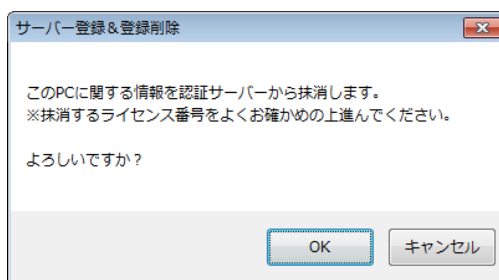 サーバー登録＆登録削除
このPCに関する情報を認証サーバーから抹消します。
※抹消するライセンス番号をよくお確かめの上進んでください。
よろしいですか？
OK
キャンセル